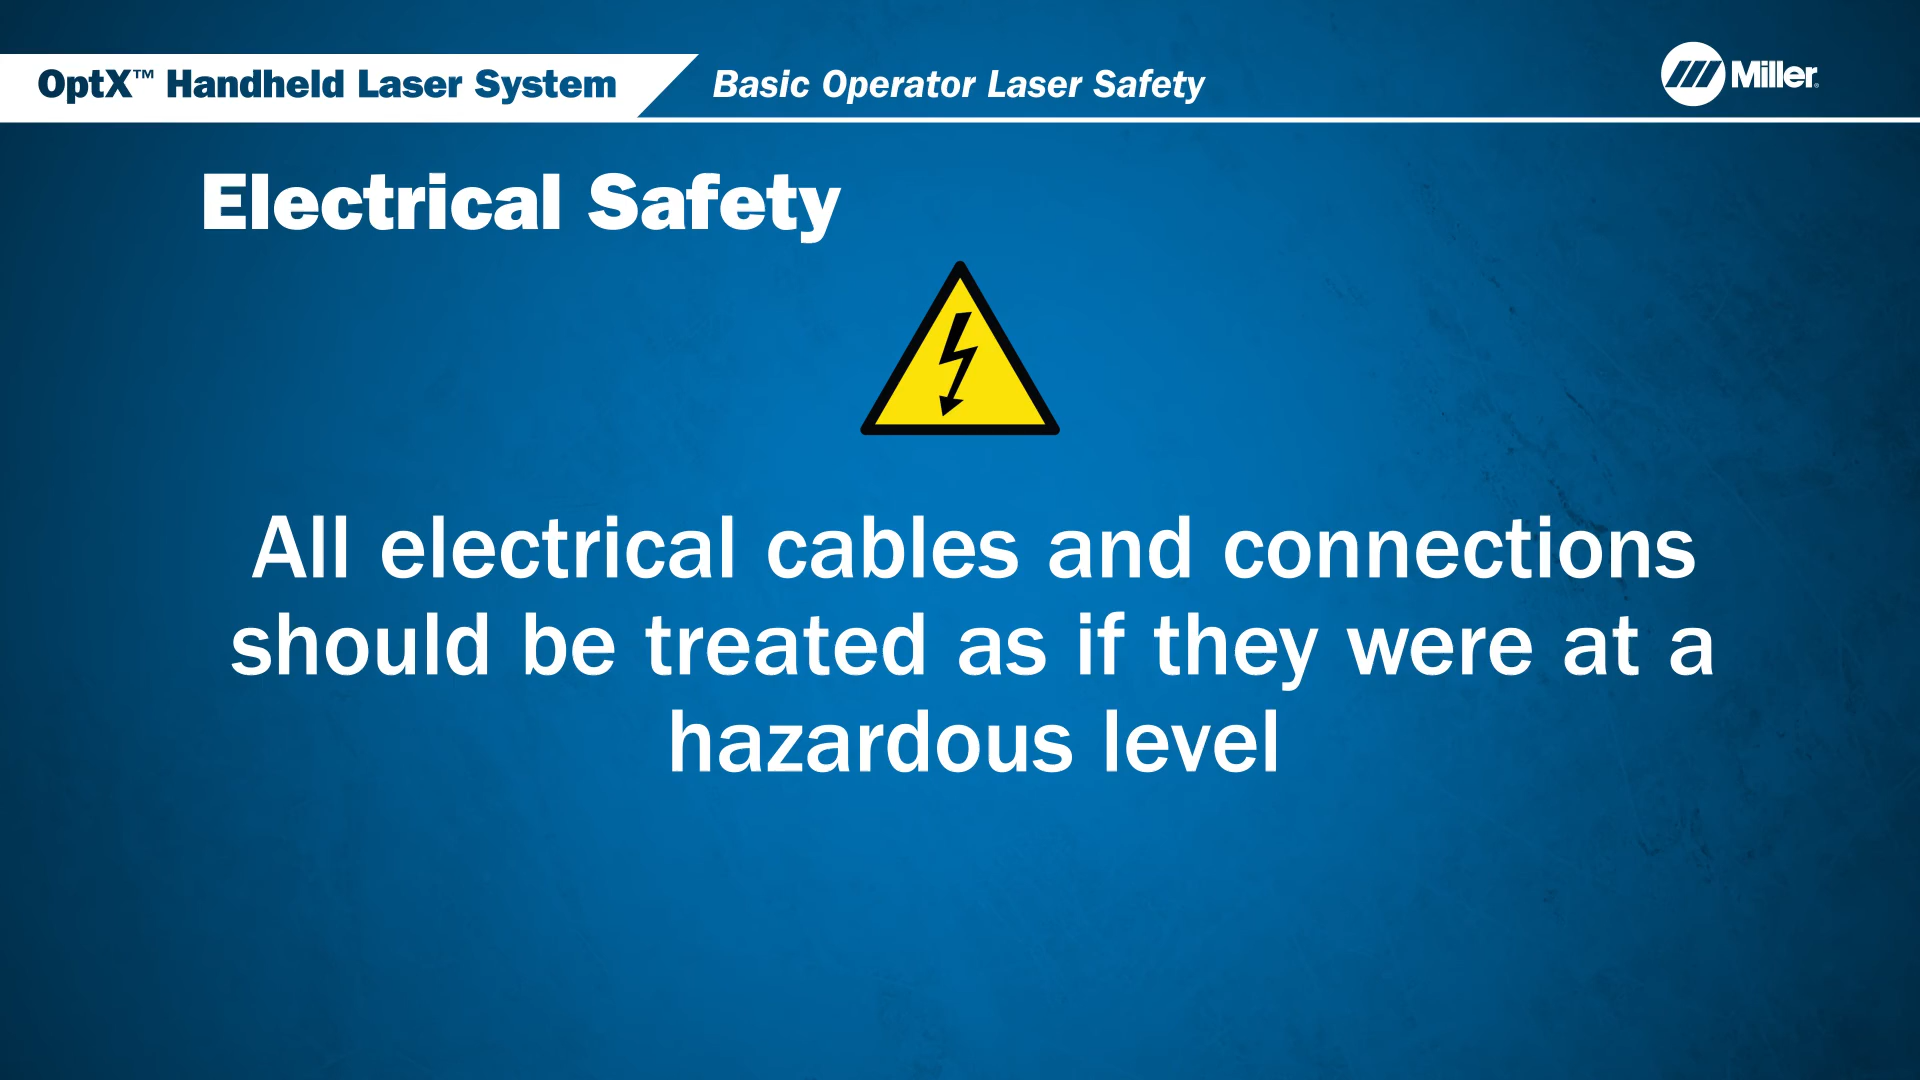 OptX™ Handheld Laser System
Basic Operator Laser Safety
Miller®
Electrical Safety
All electrical cables and connections
should be treated as if they were at a
hazardous level